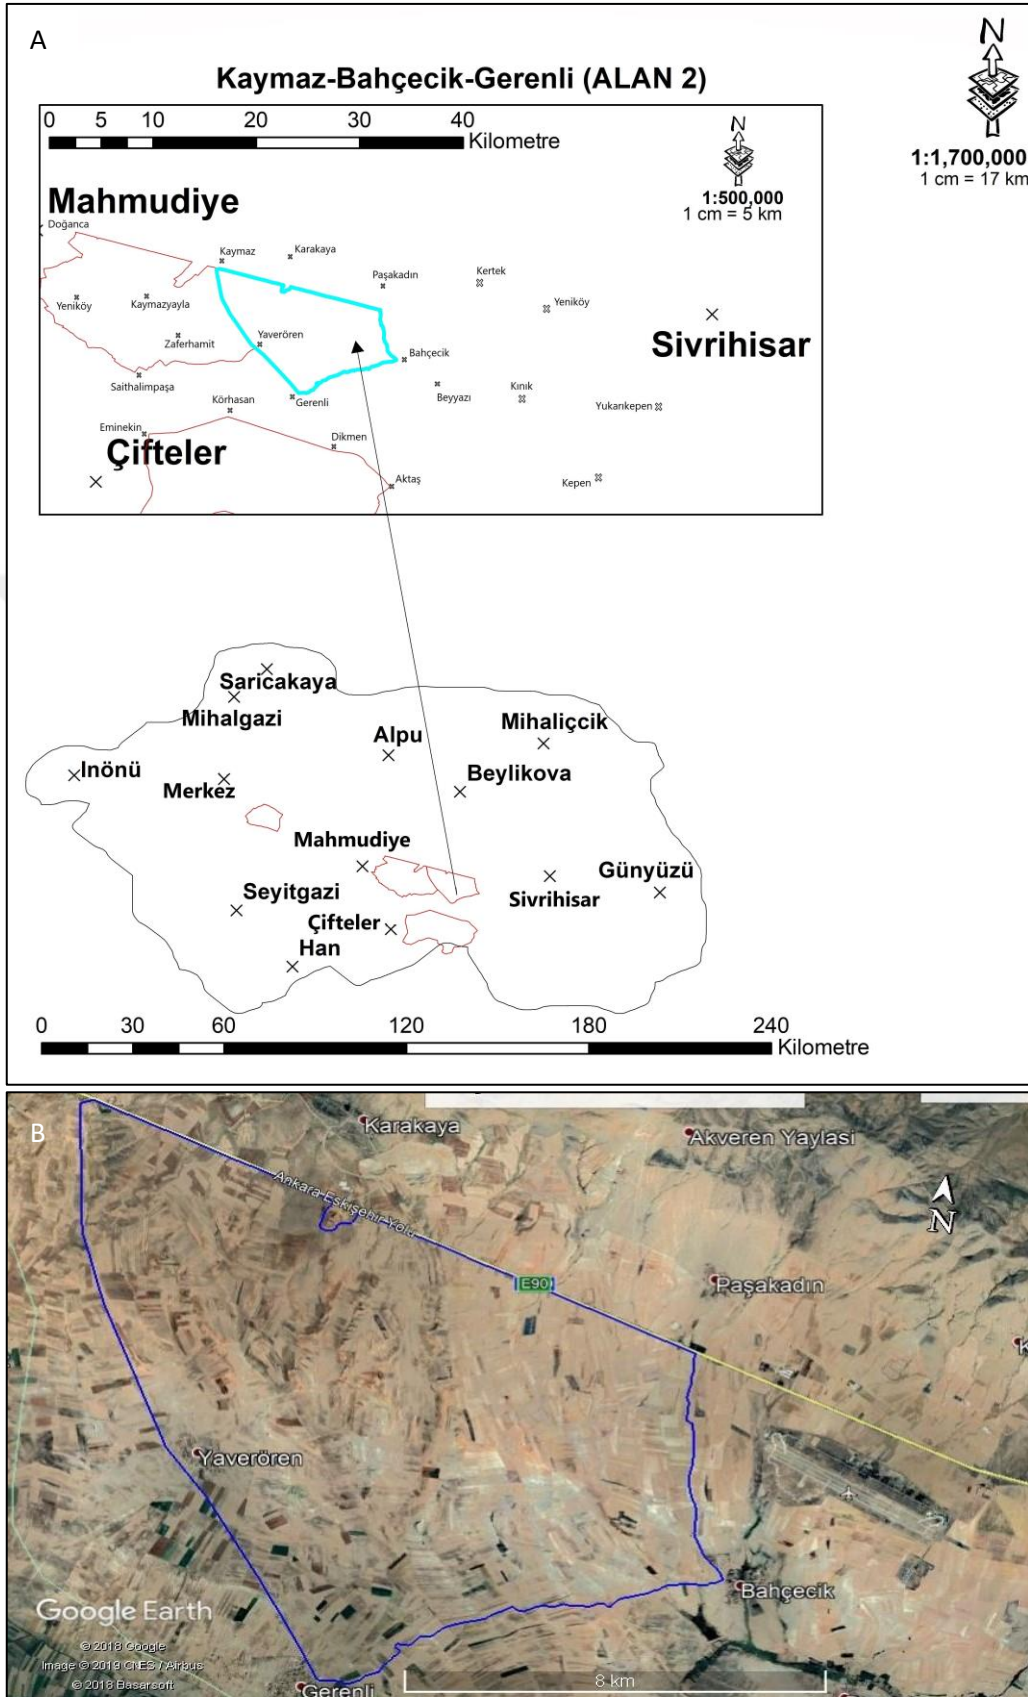 A
Kaymaz-Bahçecik-Gerenli (ALAN 2)
N
1:1,700,000
1 cm = 17 km
0 5 10 20 30 40
Kilometre
N
1:500,000
1 cm = 5 km
Mahmudiye
Doğanca
Kaymaz
Karakaya
Paşakadın
Kertek
Yeniköy
Kaymazyayla
Yeniköy
Zaferhamit
Yaverören
Sivrihisar
Bahçecik
Saithalimpaşa
Beyyazı
Kınık
Körhasan
Gerenli
Yukarıkepen
Eminekin
Çifteler
Dikmen
Aktaş
Kepen
Saricakaya
Mihalgazi
Mihaliçcik
Alpu
Inönü
Beylikova
Merkez
Mahmudiye
Günyüzü
Seyitgazi
Sivrihisar
Çifteler
Han
0 30 60 120 180 240
Kilometre
B
Karakaya
Akveren Yaylasi
Ankara Eskişehir Yolu
N
E90
Paşakadın
Yaverören
Bahçecik
Google Earth
© 2018 Google
Image © 2019 CNES / Airbus
© 2018 Basarsoft
8 km
Gerenli